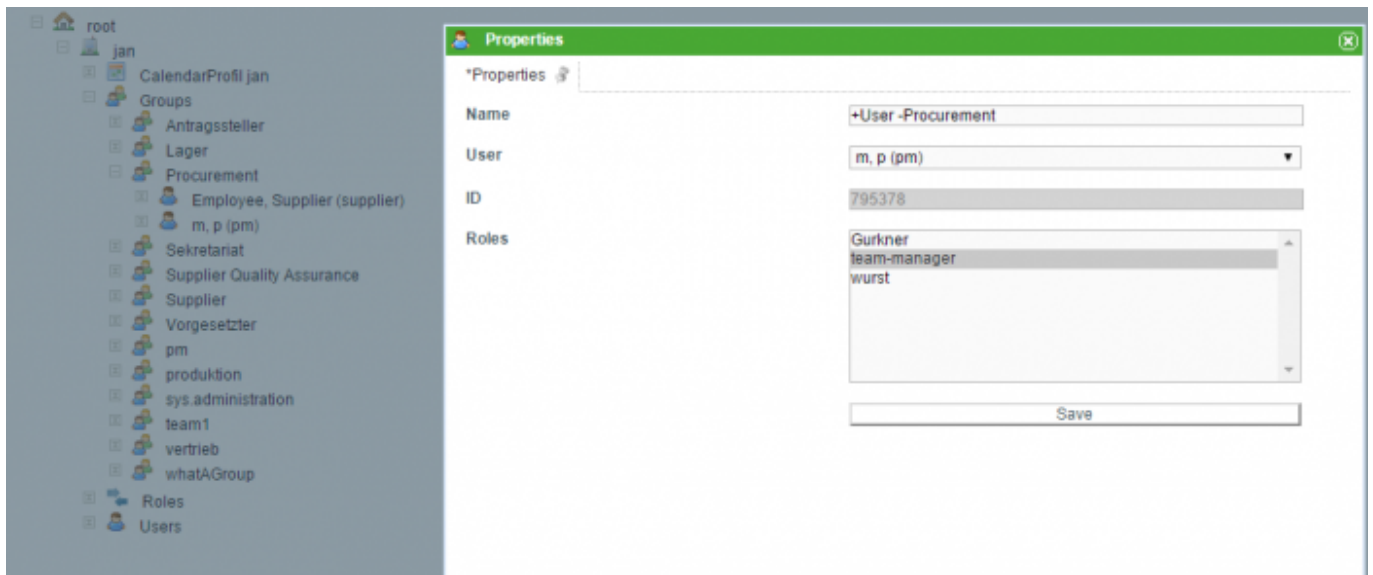 root
jan
CalendarProfil jan
Groups
Antragssteller
Lager
Procurement
Employee, Supplier (supplier)
m, p (pm)
Sekretariat
Supplier Quality Assurance
Supplier
Vorgesetzter
pm
produktion
sys.administration
team1
vertrieb
whatAGroup
Roles
Users
Properties
*Properties
Name
+User -Procurement
User
m, p (pm)
ID
795378
Roles
Gurkner
team-manager
wurst
Save